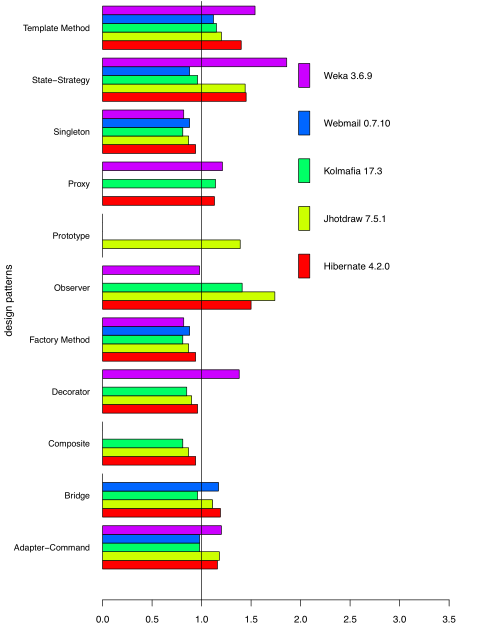 Template Method
State−Strategy
Singleton
Proxy
Prototype
Observer
Factory Method
Decorator
Composite
Bridge
Adapter−Command
design patterns
Weka 3.6.9
Webmail 0.7.10
Kolmafia 17.3
Jhotdraw 7.5.1
Hibernate 4.2.0
0.0 0.5 1.0 1.5 2.0 2.5 3.0 3.5